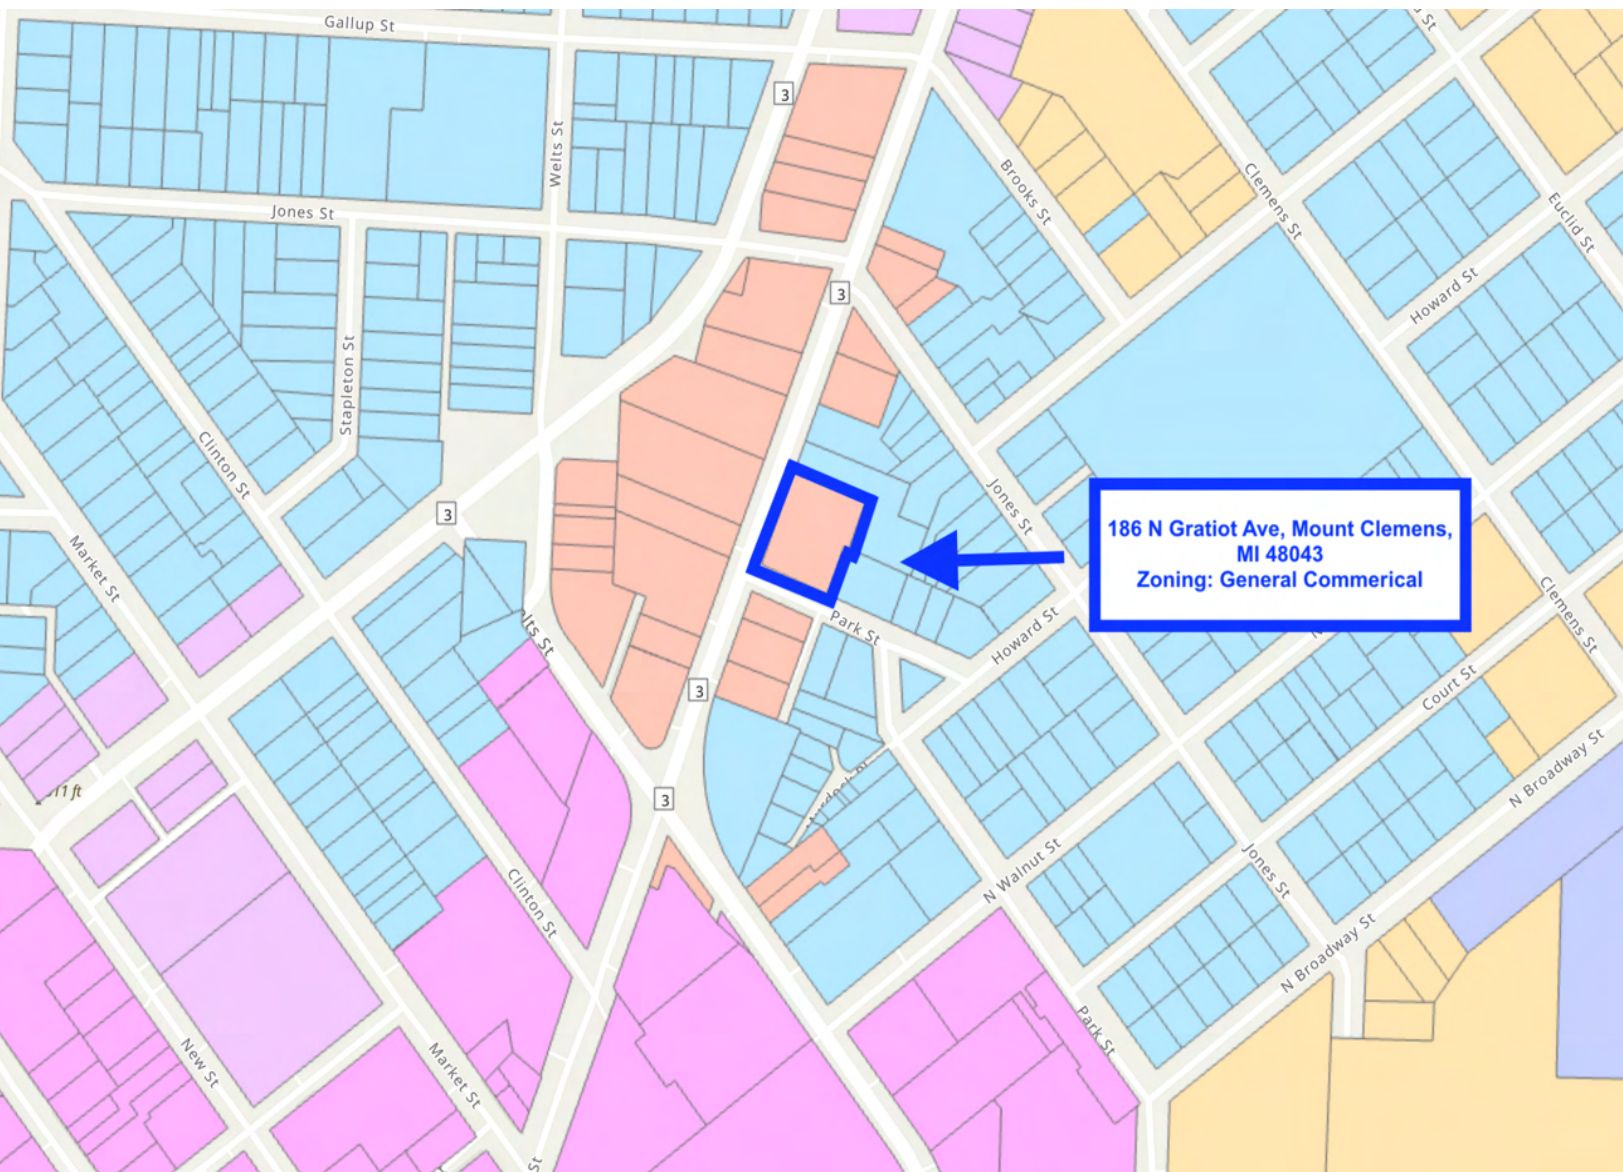 Gallup St
3
Welts St
Jones St
Brooks St
Clemens St
Euclid St
3
Howard St
Stapleton St
Clinton St
3
Jones St
186 N Gratiot Ave, Mount Clemens,
MI 48043
Zoning: General Commerical
Market St
Park St
Howard St
Clemens St
3
Court St
N Broadway St
3
N Walnut St
Jones St
Clinton St
N Broadway St
Park St
New St
Market St
St